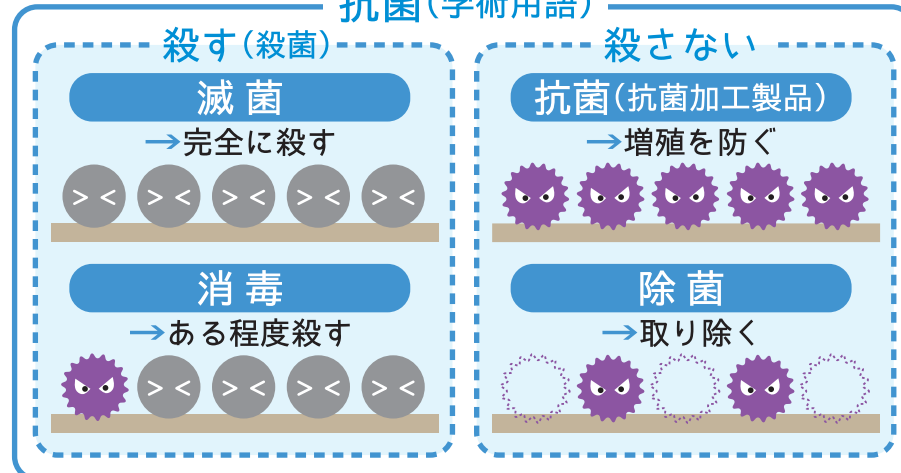 抗菌(学術用語)
殺す(殺菌)
滅菌
→完全に殺す
消毒
→ある程度殺す
殺さない
抗菌(抗菌加工製品)
→増殖を防ぐ
除菌
→取り除く